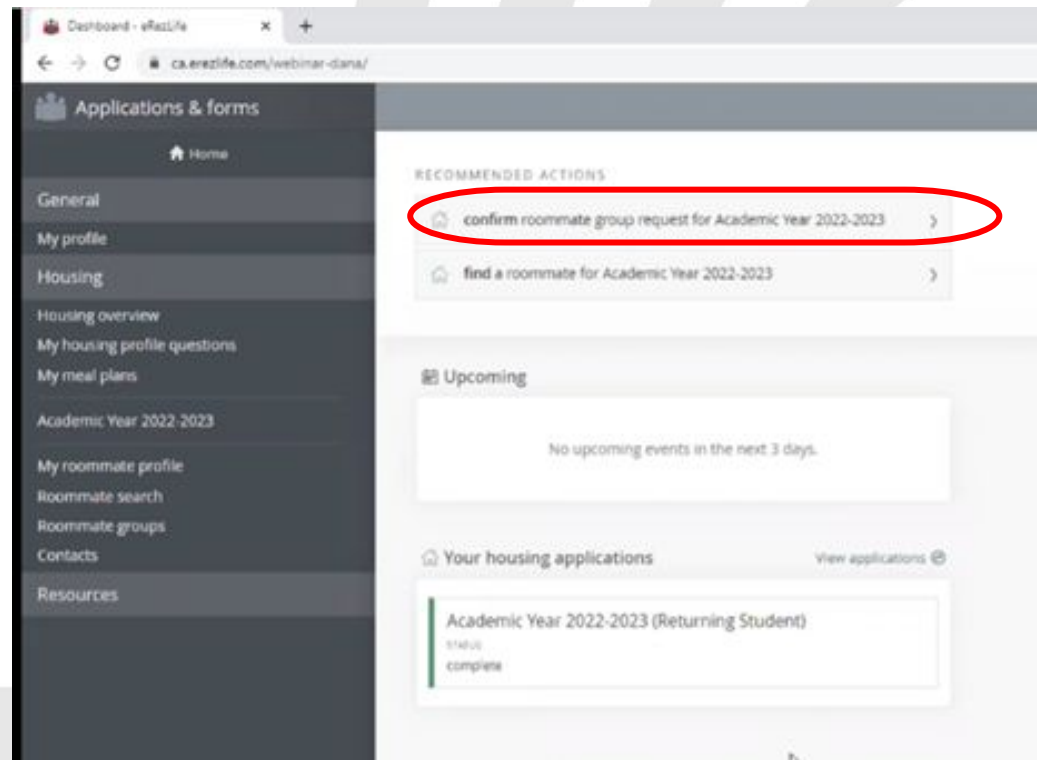 Dashboard - eRezLife
ca.erezlife.com/webinar-dana/
Applications & forms
Home
General
My profile
Housing
Housing overview
My housing profile questions
My meal plans
Academic Year 2022-2023
My roommate profile
Roommate search
Roommate groups
Contacts
Resources
RECOMMENDED ACTIONS
confirm roommate group request for Academic Year 2022-2023
find a roommate for Academic Year 2022-2023
Upcoming
No upcoming events in the next 3 days.
Your housing applications View applications
Academic Year 2022-2023 (Returning Student)
STATUS
complete